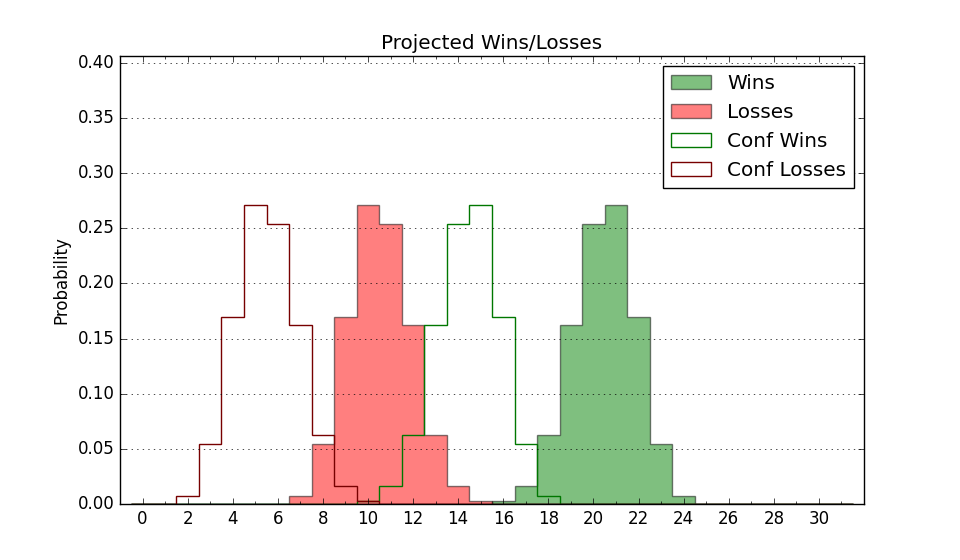 Projected Wins/Losses
0.40
0.35
0.30
0.25
0.20
0.15
0.10
0.05
0.00
Probability
Wins
Losses
Conf Wins
Conf Losses
0 2 4 6 8 10 12 14 16 18 20 22 24 26 28 30